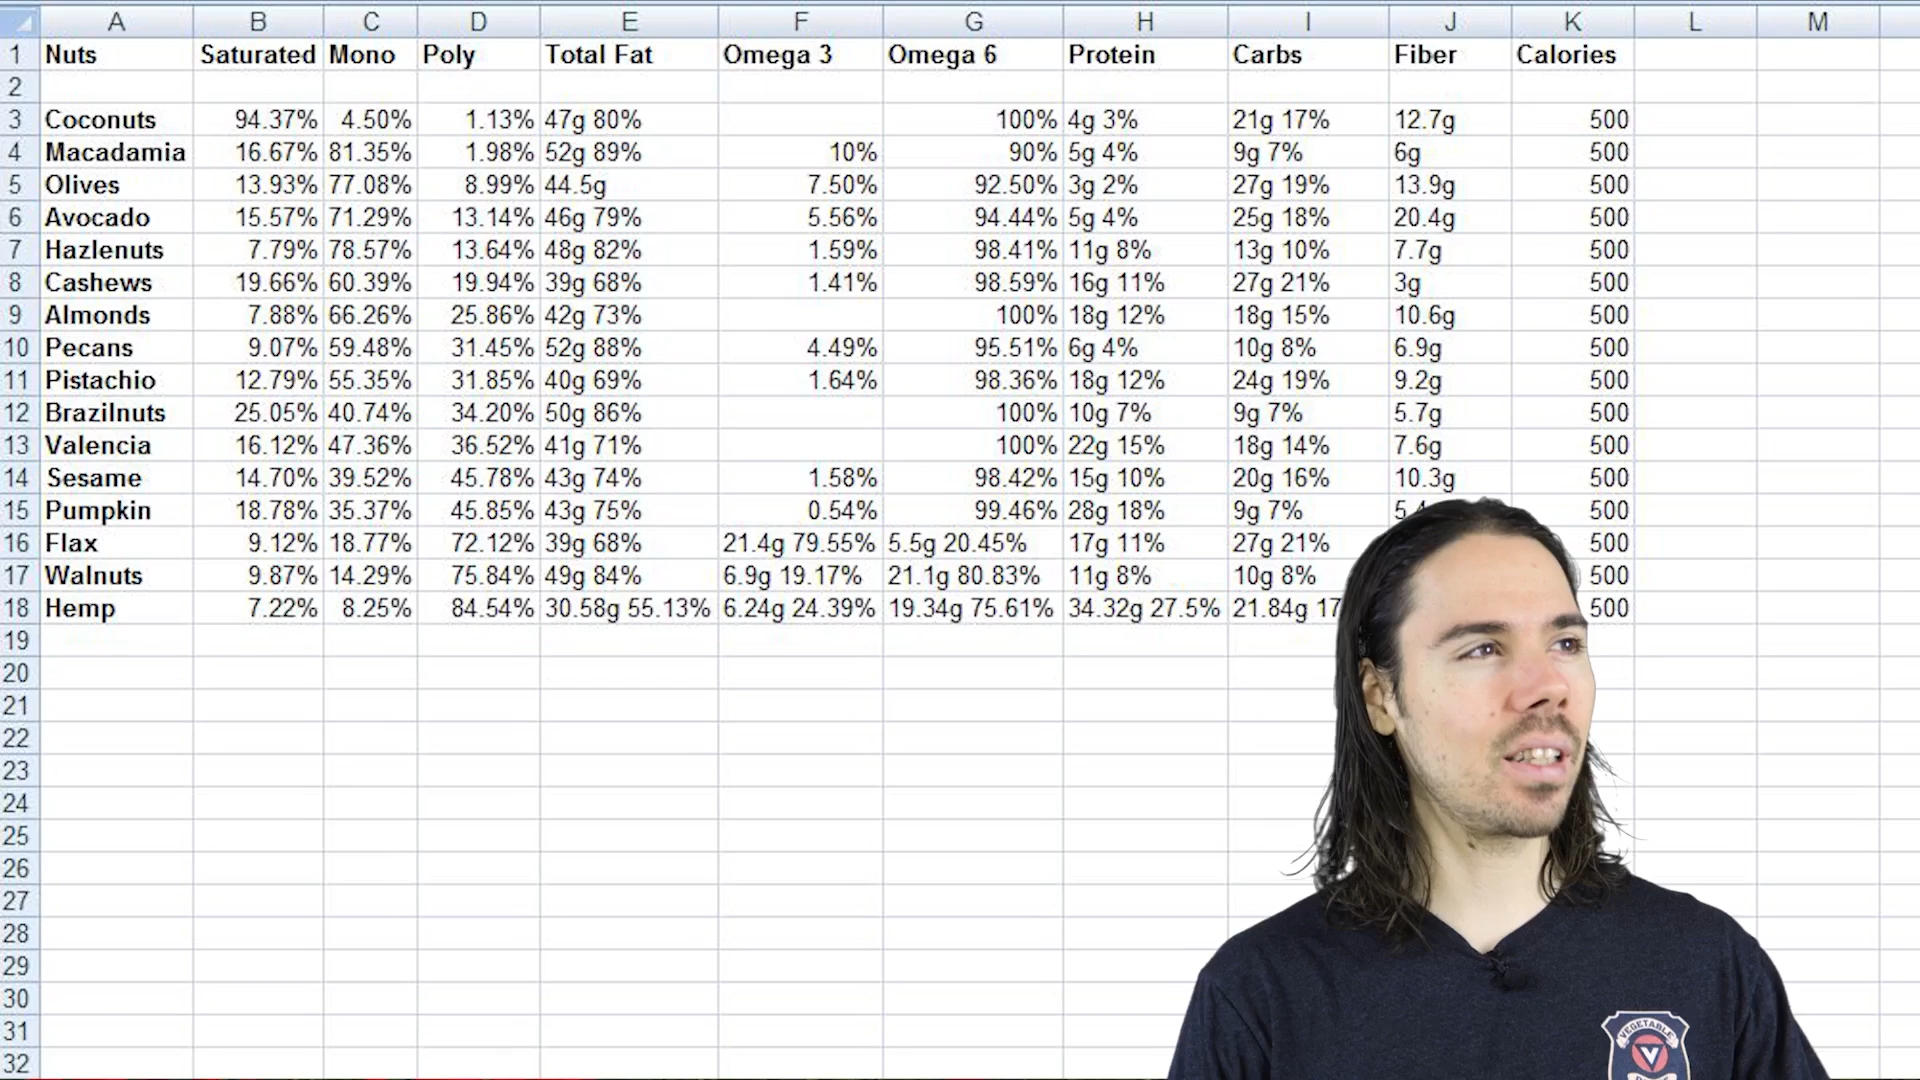 A B C D E F G H I J K L M
1 Nuts Saturated Mono Poly Total Fat Omega 3 Omega 6 Protein Carbs Fiber Calories
2
3 Coconuts 94.37% 4.50% 1.13% 47g 80% 100% 4g 3% 21g 17% 12.7g 500
4 Macadamia 16.67% 81.35% 1.98% 52g 89% 10% 90% 5g 4% 9g 7% 6g 500
5 Olives 13.93% 77.08% 8.99% 44.5g 7.50% 92.50% 3g 2% 27g 19% 13.9g 500
6 Avocado 15.57% 71.29% 13.14% 46g 79% 5.56% 94.44% 5g 4% 25g 18% 20.4g 500
7 Hazlenuts 7.79% 78.57% 13.64% 48g 82% 1.59% 98.41% 11g 8% 13g 10% 7.7g 500
8 Cashews 19.66% 60.39% 19.94% 39g 68% 1.41% 98.59% 16g 11% 27g 21% 3g 500
9 Almonds 7.88% 66.26% 25.86% 42g 73% 100% 18g 12% 18g 15% 10.6g 500
10 Pecans 9.07% 59.48% 31.45% 52g 88% 4.49% 95.51% 6g 4% 10g 8% 6.9g 500
11 Pistachio 12.79% 55.35% 31.85% 40g 69% 1.64% 98.36% 18g 12% 24g 19% 9.2g 500
12 Brazilnuts 25.05% 40.74% 34.20% 50g 86% 100% 10g 7% 9g 7% 5.7g 500
13 Valencia 16.12% 47.36% 36.52% 41g 71% 100% 22g 15% 18g 14% 7.6g 500
14 Sesame 14.70% 39.52% 45.78% 43g 74% 1.58% 98.42% 15g 10% 20g 16% 10.3g 500
15 Pumpkin 18.78% 35.37% 45.85% 43g 75% 0.54% 99.46% 28g 18% 9g 7% 500
16 Flax 9.12% 18.77% 72.12% 39g 68% 21.4g 79.55% 5.5g 20.45% 17g 11% 27g 21% 500
17 Walnuts 9.87% 14.29% 75.84% 49g 84% 6.9g 19.17% 21.1g 80.83% 11g 8% 10g 8% 500
18 Hemp 7.22% 8.25% 84.54% 30.58g 55.13% 6.24g 24.39% 19.34g 75.61% 34.32g 27.5% 21.84g 17 500
19
20
21
22
23
24
25
26
27
28
29
30
31
32
VEGETABLE
V